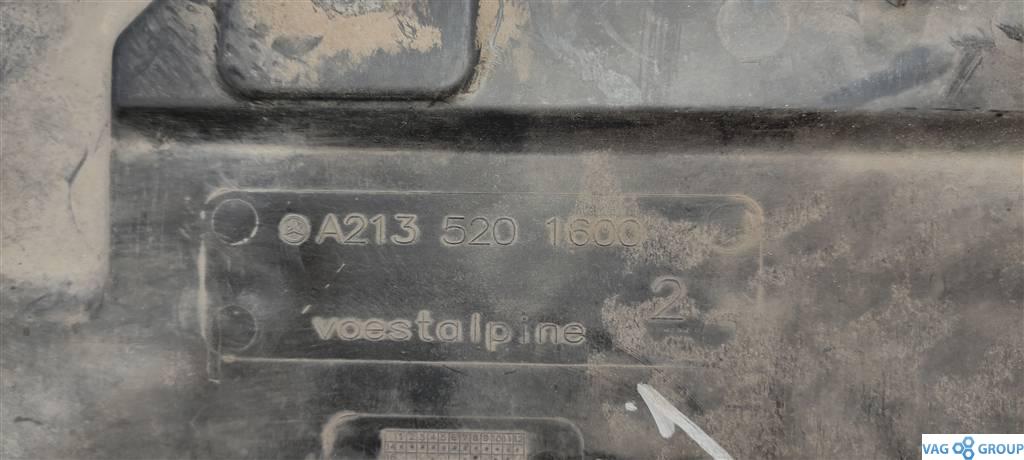 A213 520 1600
2
voestalpine
VAG GROUP